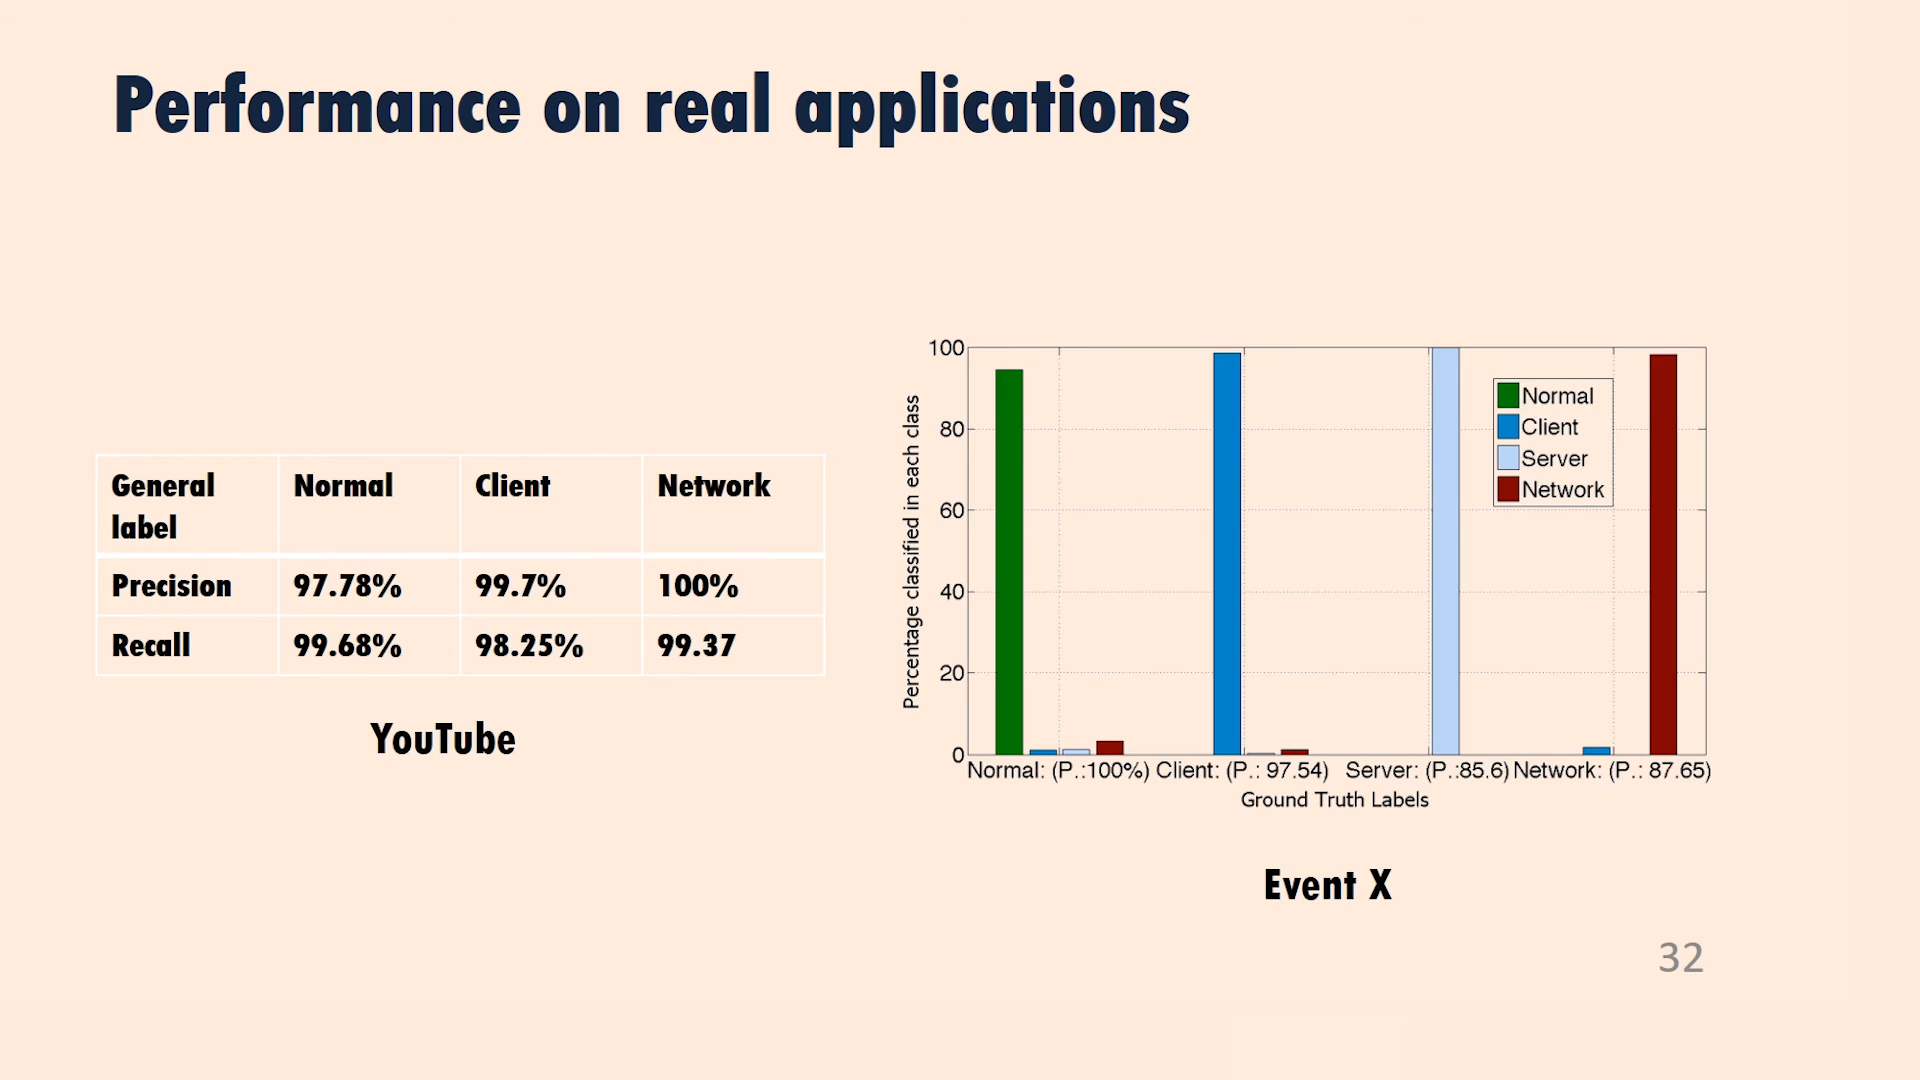 Performance on real applications
General label
Normal
Client
Network
Precision
97.78%
99.7%
100%
Recall
99.68%
98.25%
99.37
YouTube
Percentage classified in each class
100
80
60
40
20
0
Normal
Client
Server
Network
Normal: (P.:100%) Client: (P.: 97.54) Server: (P.:85.6) Network: (P.: 87.65)
Ground Truth Labels
Event X
32